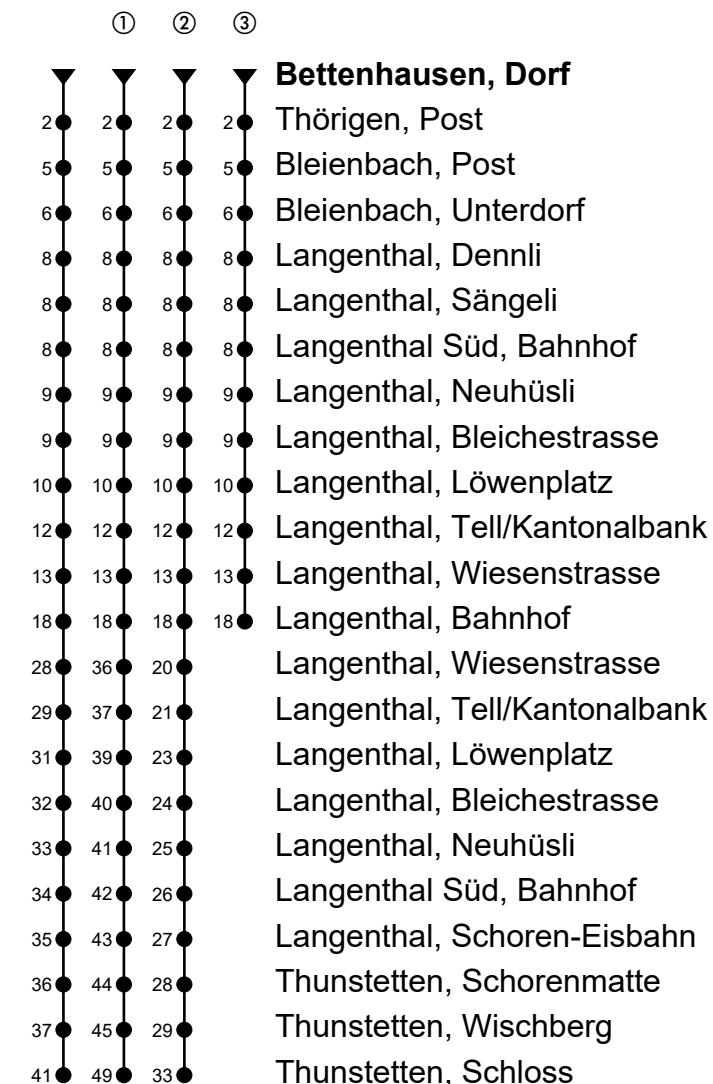 ① ② ③
Bettenhausen, Dorf
2 2 2 2 Thörigen, Post
5 5 5 5 Bleienbach, Post
6 6 6 6 Bleienbach, Unterdorf
8 8 8 8 Langenthal, Dennli
8 8 8 8 Langenthal, Sängeli
8 8 8 8 Langenthal Süd, Bahnhof
9 9 9 9 Langenthal, Neuhüsli
9 9 9 9 Langenthal, Bleichestrasse
10 10 10 10 Langenthal, Löwenplatz
12 12 12 12 Langenthal, Tell/Kantonalbank
13 13 13 13 Langenthal, Wiesenstrasse
18 18 18 18 Langenthal, Bahnhof
28 36 20 Langenthal, Wiesenstrasse
29 37 21 Langenthal, Tell/Kantonalbank
31 39 23 Langenthal, Löwenplatz
32 40 24 Langenthal, Bleichestrasse
33 41 25 Langenthal, Neuhüsli
34 42 26 Langenthal Süd, Bahnhof
35 43 27 Langenthal, Schoren-Eisbahn
36 44 28 Thunstetten, Schorenmatte
37 45 29 Thunstetten, Wischberg
41 49 33 Thunstetten, Schloss